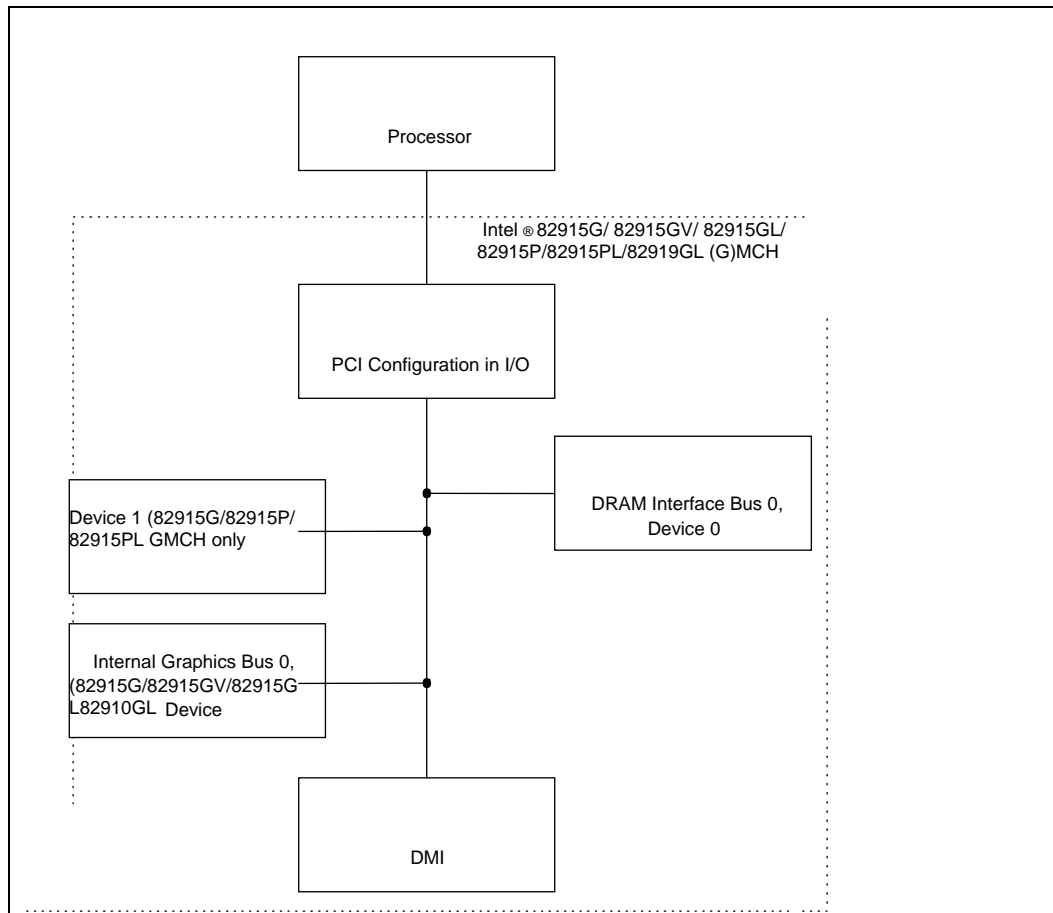 Processor
Intel ® 82915G/ 82915GV/ 82915GL/
82915P/82915PL/82919GL (G)MCH
PCI Configuration in I/O
DRAM Interface Bus 0,
Device 0
Device 1 (82915G/82915P/
82915PL GMCH only
Internal Graphics Bus 0,
(82915G/82915GV/82915G
L82910GL Device
DMI